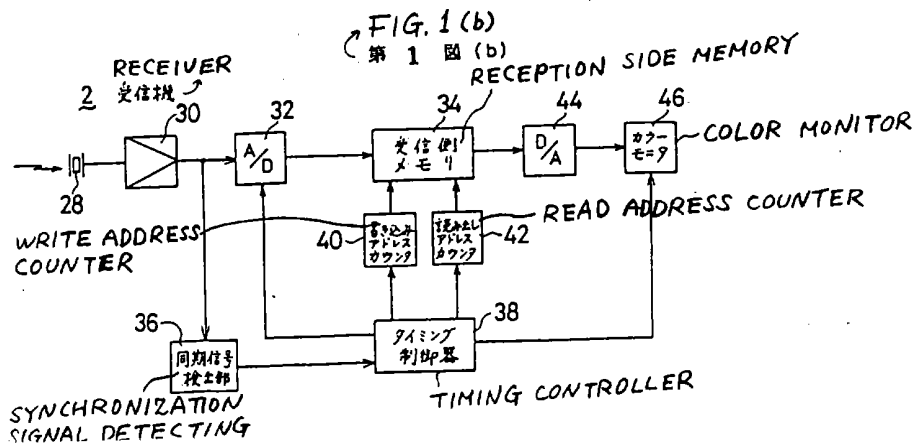 FIG. 1 (b)
第 1 図 (b)
RECEPTION SIDE MEMORY
RECEIVER
2 受信機
30
32
34
44
46
A/D
受信側
メモリ
D/A
カラー
モニタ
COLOR MONITOR
28
WRITE ADDRESS
COUNTER
40
書き込み
アドレス
カウンタ
読み出し
アドレス
カウンタ
42
READ ADDRESS COUNTER
36
同期信号
検出部
タイミング
制御器
38
SYNCHRONIZATION
SIGNAL DETECTING
TIMING CONTROLLER